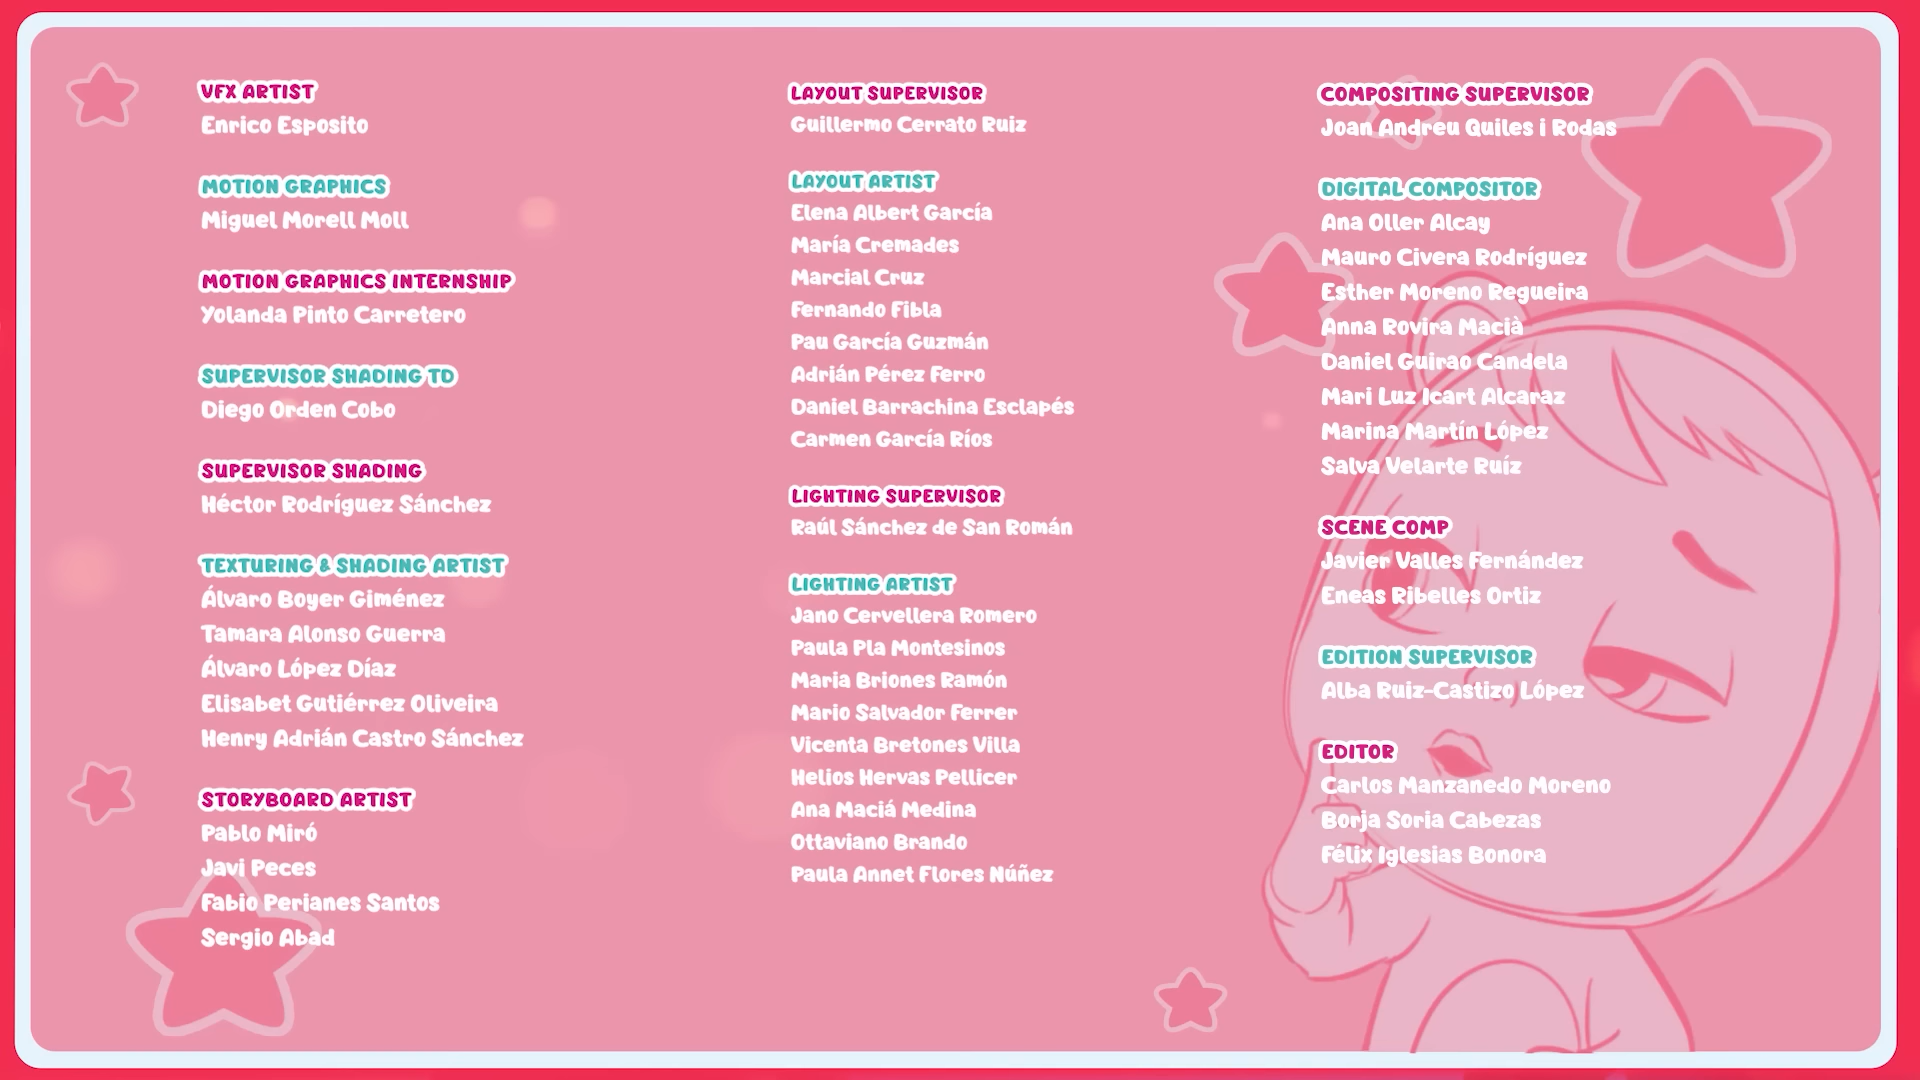 VFX ARTIST
Enrico Esposito
MOTION GRAPHICS
Miguel Morell Moll
MOTION GRAPHICS INTERNSHIP
Yolanda Pinto Carretero
SUPERVISOR SHADING TD
Diego Orden Cobo
SUPERVISOR SHADING
Héctor Rodríguez Sánchez
TEXTURING & SHADING ARTIST
Álvaro Boyer Giménez
Tamara Alonso Guerra
Álvaro López Díaz
Elisabet Gutiérrez Oliveira
Henry Adrián Castro Sánchez
STORYBOARD ARTIST
Pablo Miró
Javi Peces
Fabio Perianes Santos
Sergio Abad
LAYOUT SUPERVISOR
Guillermo Cerrato Ruiz
LAYOUT ARTIST
Elena Albert García
María Cremades
Marcial Cruz
Fernando Fibla
Pau García Guzmán
Adrián Pérez Ferro
Daniel Barrachina Esclapés
Carmen García Ríos
LIGHTING SUPERVISOR
Raúl Sánchez de San Román
LIGHTING ARTIST
Jano Cervellera Romero
Paula Pla Montesinos
Maria Briones Ramón
Mario Salvador Ferrer
Vicenta Bretones Villa
Helios Hervas Pellicer
Ana Maciá Medina
Ottaviano Brando
Paula Annet Flores Núñez
COMPOSITING SUPERVISOR
Joan Andreu Quiles i Rodas
DIGITAL COMPOSITOR
Ana Oller Alcay
Mauro Civera Rodríguez
Esther Moreno Regueira
Anna Rovira Macià
Daniel Guirao Candela
Mari Luz Icart Alcaraz
Marina Martín López
Salva Velarte Ruíz
SCENE COMP
Javier Valles Fernández
Eneas Ribelles Ortiz
EDITION SUPERVISOR
Alba Ruiz-Castizo López
EDITOR
Carlos Manzanedo Moreno
Borja Soria Cabezas
Félix Iglesias Bonora